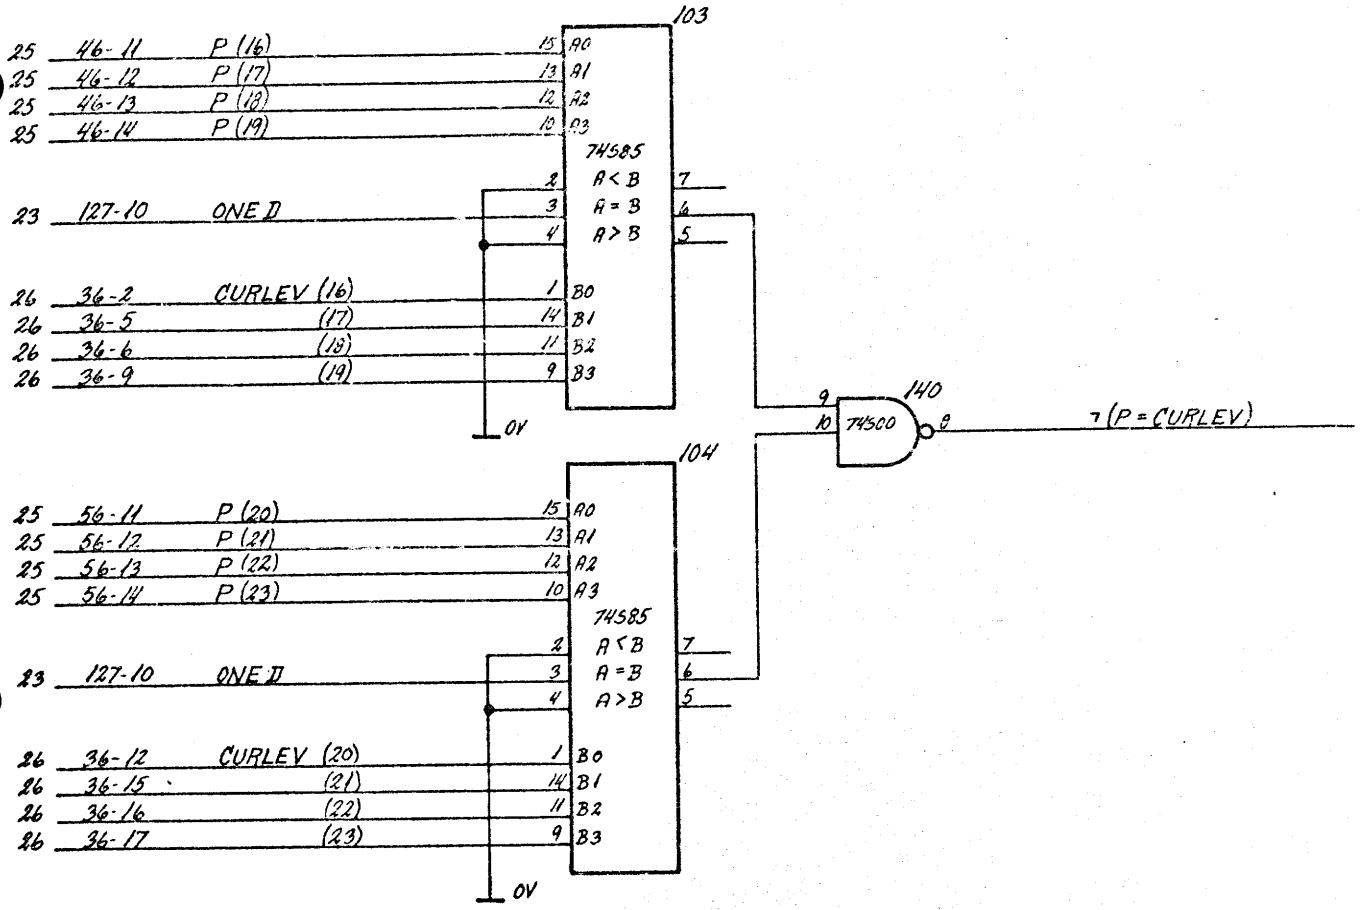 103
25 46-11 P (16) 15 A0
25 46-12 P (17) 13 A1
25 46-13 P (18) 12 A2
25 46-14 P (19) 10 A3
74S85
2 A < B 7
23 127-10 ONE D 3 A = B 6
4 A > B 5
26 36-2 CURLEV (16) 1 B0
26 36-5 (17) 14 B1
26 36-6 (18) 11 B2
26 36-9 (19) 9 B3
0V
140
9
10 74S00 8 ¬(P = CURLEV)
104
25 56-11 P (20) 15 A0
25 56-12 P (21) 13 A1
25 56-13 P (22) 12 A2
25 56-14 P (23) 10 A3
74S85
2 A < B 7
23 127-10 ONE D 3 A = B 6
4 A > B 5
26 36-12 CURLEV (20) 1 B0
26 36-15 (21) 14 B1
26 36-16 (22) 11 B2
26 36-17 (23) 9 B3
0V